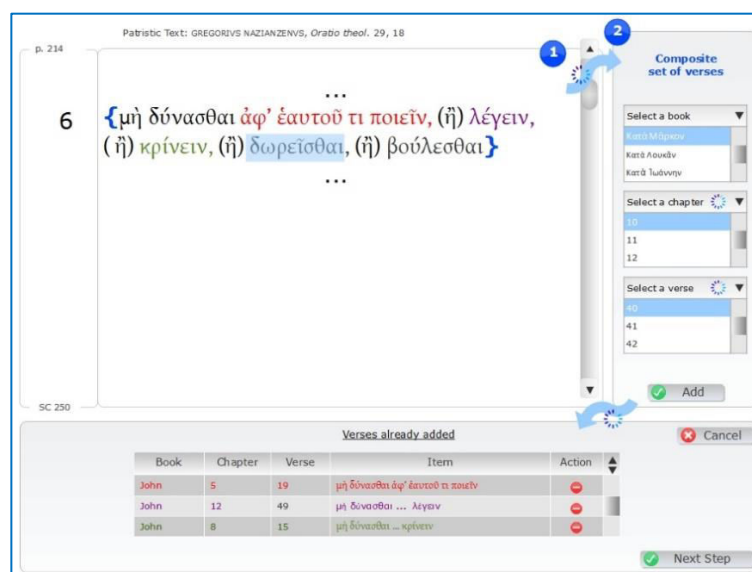 Patristic Text: GREGORIVS NAZIANZENVS, Oratio theol. 29, 18
p. 214
1
2
...
6 {μὴ δύνασθαι ἀφ’ ἑαυτοῦ τι ποιεῖν, (ἢ) λέγειν,
(ἢ) κρίνειν, (ἢ) δωρεῖσθαι, (ἢ) βούλεσθαι}
...
SC 250
Composite
set of verses
Select a book
Κατὰ Μᾶρκον
Κατὰ Λουκᾶν
Κατὰ Ἰωάννην
Select a chapter
10
11
12
Select a verse
40
41
42
Add
Cancel
Verses already added
Book Chapter Verse Item Action
John 5 19 μὴ δύνασθαι ἀφ’ ἑαυτοῦ τι ποιεῖν
John 12 49 μὴ δύνασθαι ... λέγειν
John 8 15 μὴ δύνασθαι ... κρίνειν
Next Step